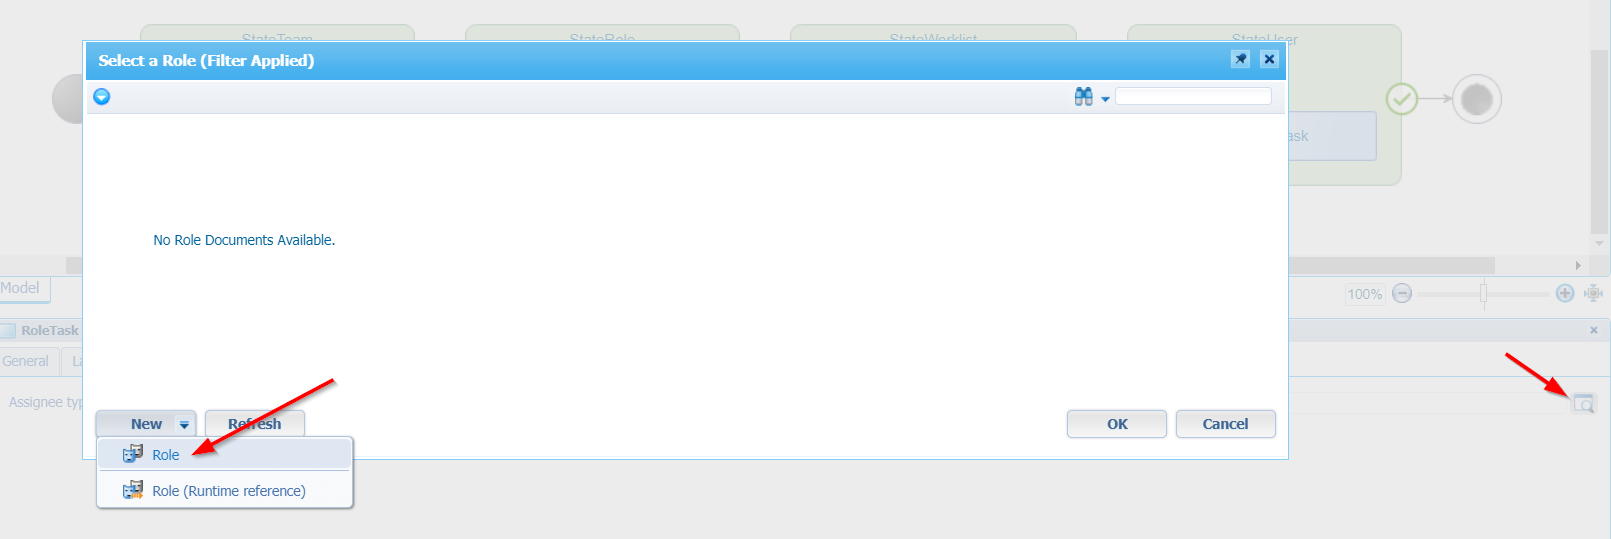 StateTeam
StateRole
StateWorklist
StateUser
Select a Role (Filter Applied)
ask
No Role Documents Available.
Model
100%
RoleTask
General
La
Assignee typ
New
Refresh
OK
Cancel
Role
Role (Runtime reference)